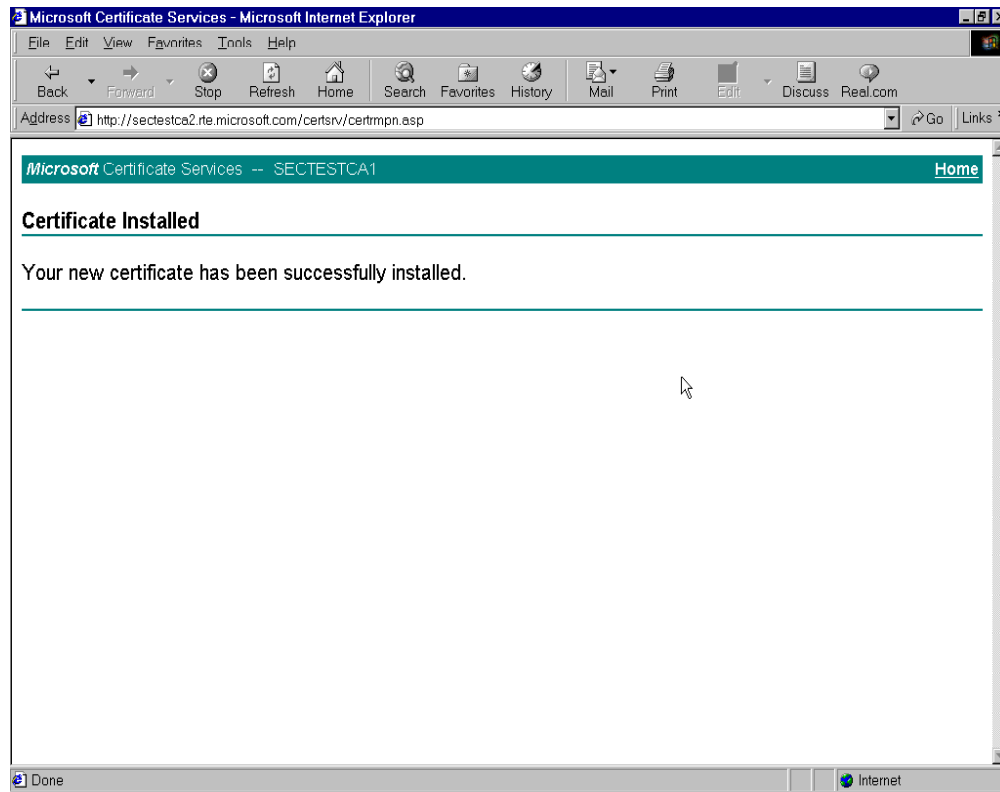 Microsoft Certificate Services - Microsoft Internet Explorer
File Edit View Favorites Tools Help
Back Forward Stop Refresh Home Search Favorites History Mail Print Edit Discuss Real.com
Address http://sectestca2.rte.microsoft.com/certsrv/certrmpn.asp Go Links
Microsoft Certificate Services -- SECTESTCA1 Home
Certificate Installed
Your new certificate has been successfully installed.
Done Internet